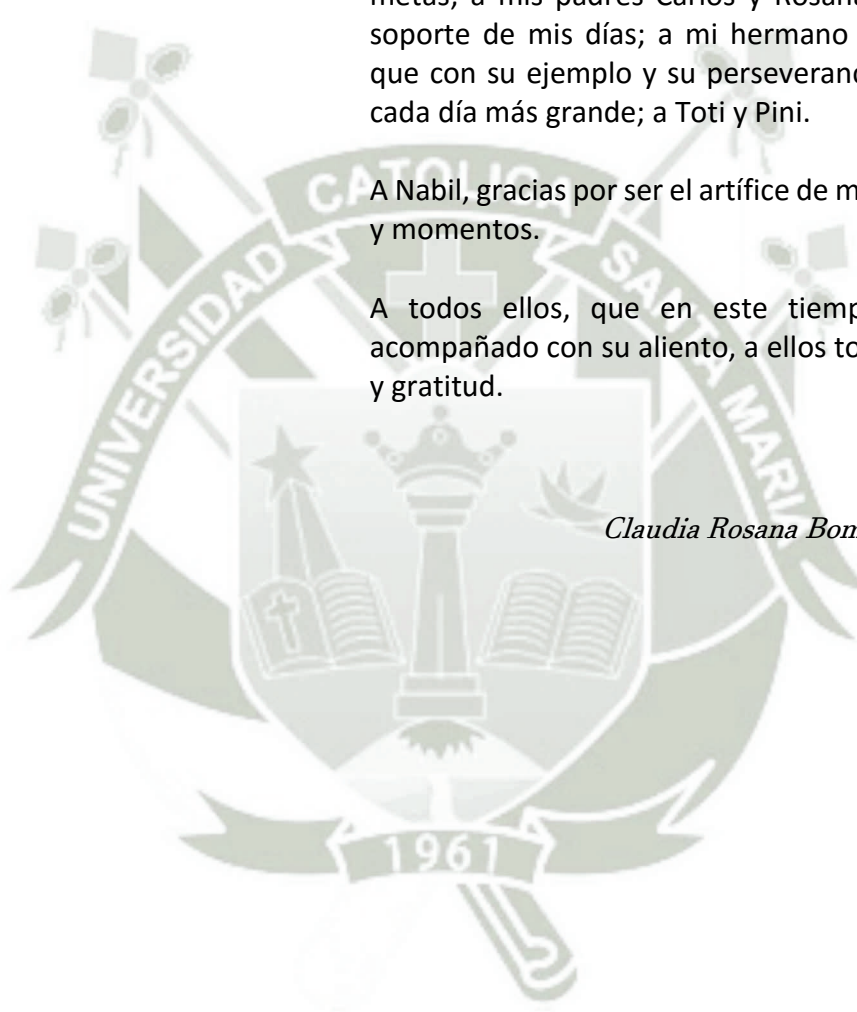 metas; a mis padres Carlos y Rosana
soporte de mis días; a mi hermano
que con su ejemplo y su perseveranc
cada día más grande; a Toti y Pini.
A Nabil, gracias por ser el artífice de m
y momentos.
A todos ellos, que en este tiemp
acompañado con su aliento, a ellos to
y gratitud.
Claudia Rosana Bom
UNIVERSIDAD CATOLICA SANTA MARIA
1961